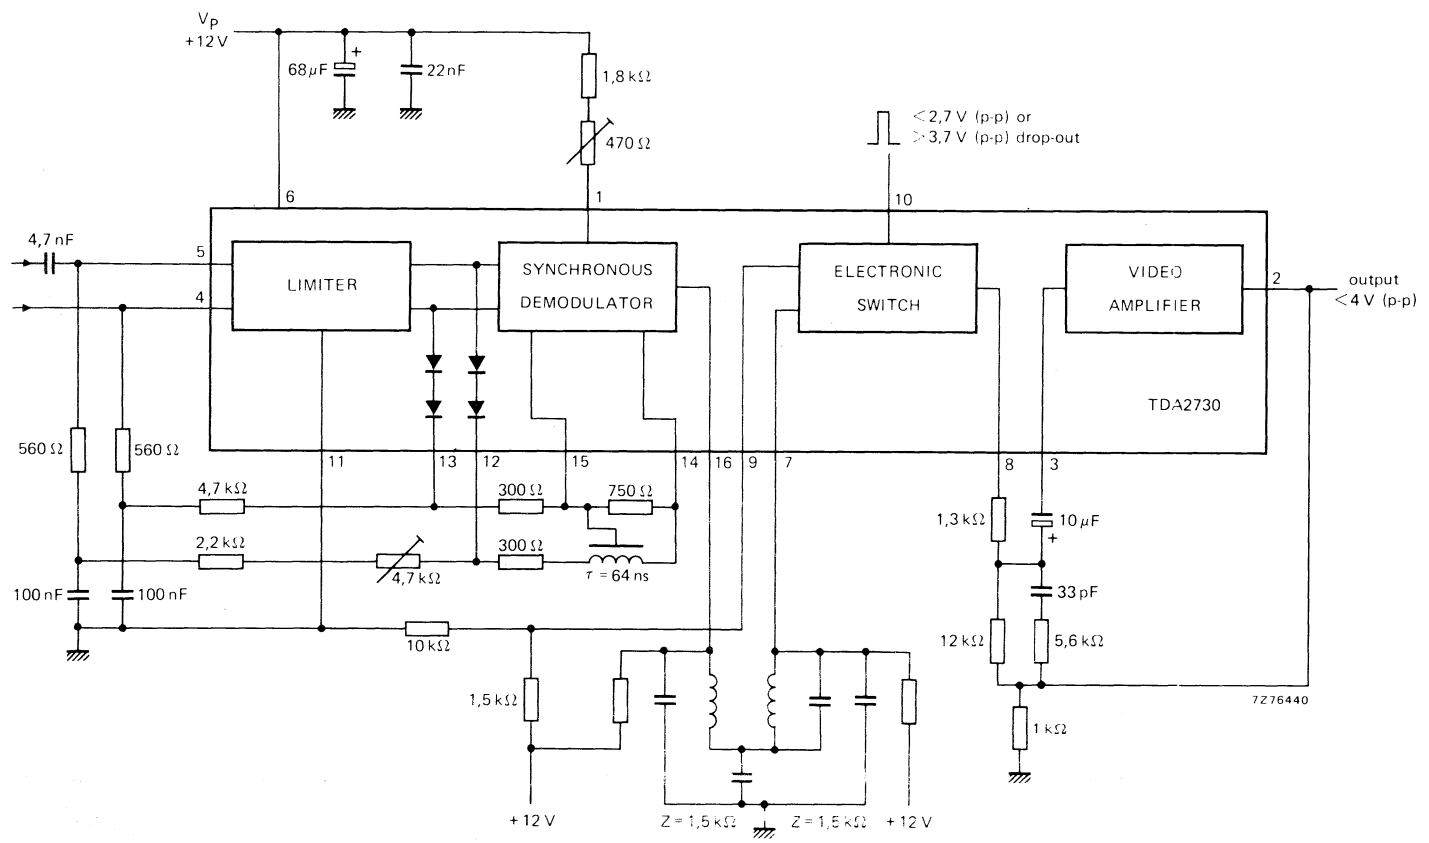 V_P
+12 V
68 µF
+
22 nF
1,8 kΩ
470 Ω
<2,7 V (p-p) or
>3,7 V (p-p) drop-out
6
1
10
4,7 nF
5
4
LIMITER
SYNCHRONOUS
DEMODULATOR
ELECTRONIC
SWITCH
VIDEO
AMPLIFIER
2
output
<4 V (p-p)
TDA2730
560 Ω
560 Ω
11
13
12
15
14
16
9
7
8
3
4,7 kΩ
300 Ω
750 Ω
1,3 kΩ
10 µF
+
2,2 kΩ
4,7 kΩ
300 Ω
τ = 64 ns
100 nF
100 nF
33 pF
10 kΩ
12 kΩ
5,6 kΩ
1,5 kΩ
7Z76440
1 kΩ
+12 V
Z = 1,5 kΩ
Z = 1,5 kΩ
+12 V